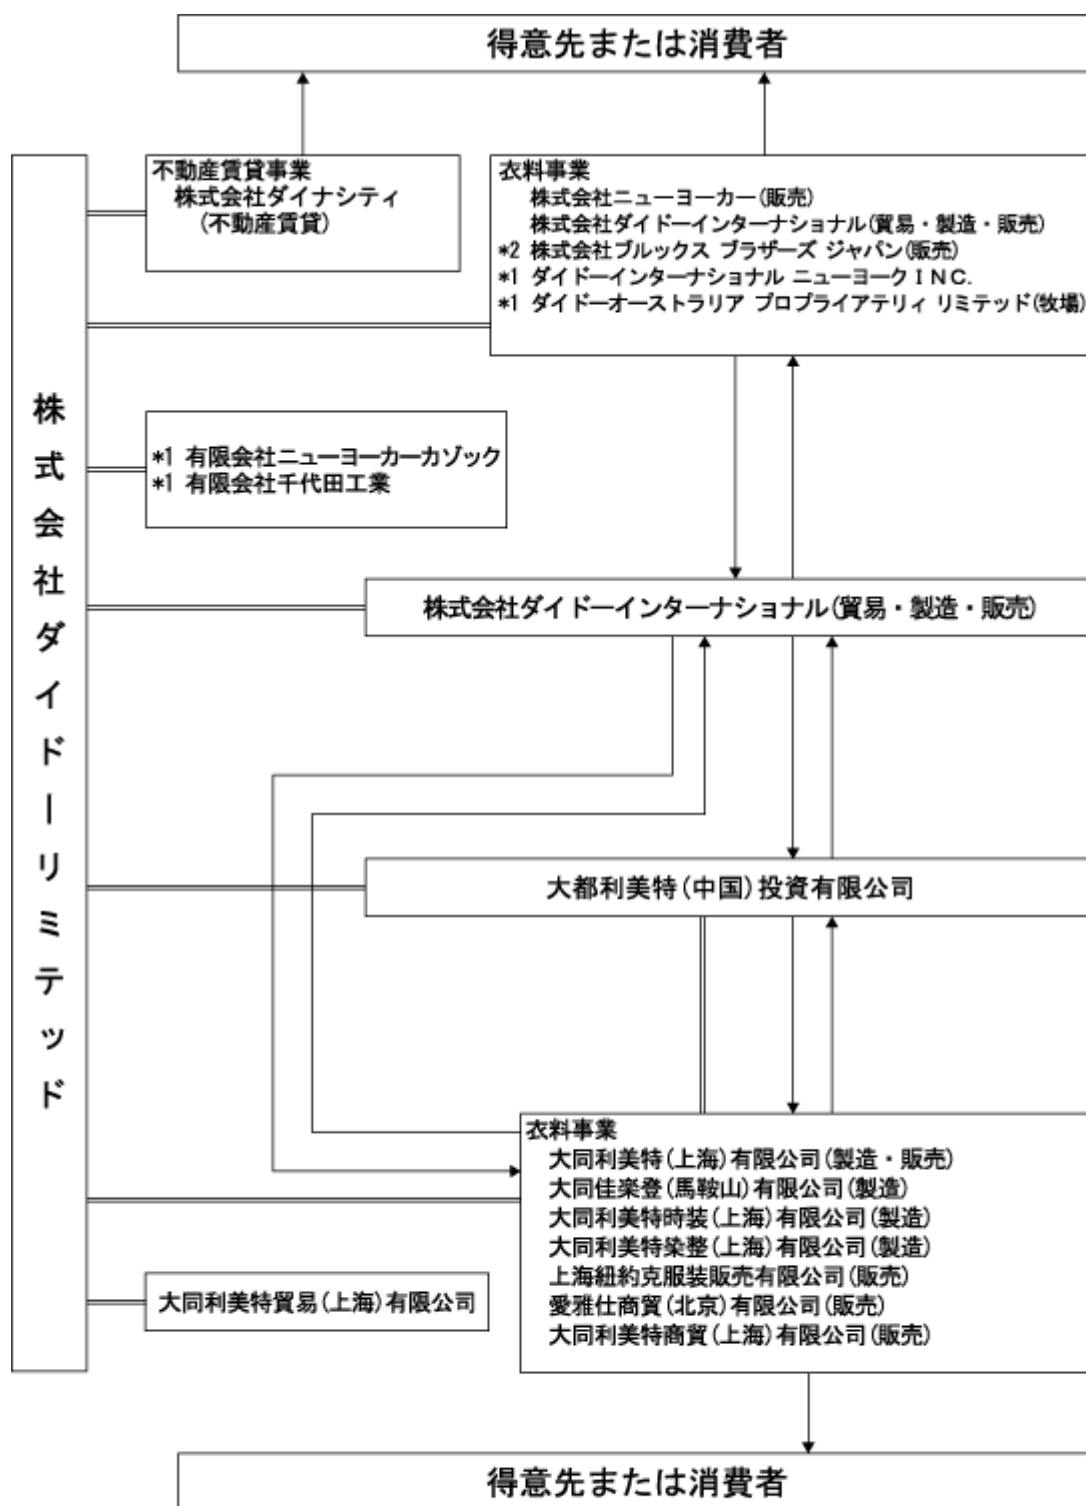 得意先または消費者
不動産賃貸事業
株式会社ダイナシティ
(不動産賃貸)
衣料事業
株式会社ニューヨーカー(販売)
株式会社ダイドーインターナショナル(貿易・製造・販売)
*2 株式会社ブルックス ブラザーズ ジャパン(販売)
*1 ダイドーインターナショナル ニューヨークＩＮＣ.
*1 ダイドーオーストラリア プロプライアテリィ リミテッド(牧場)
株式会社ダイドーリミテッド
*1 有限会社ニューヨーカーカゾック
*1 有限会社千代田工業
株式会社ダイドーインターナショナル(貿易・製造・販売)
大都利美特(中国)投資有限公司
衣料事業
大同利美特(上海)有限公司(製造・販売)
大同佳楽登(馬鞍山)有限公司(製造)
大同利美特時装(上海)有限公司(製造)
大同利美特染整(上海)有限公司(製造)
上海紐約克服装販売有限公司(販売)
愛雅仕商貿(北京)有限公司(販売)
大同利美特商貿(上海)有限公司(販売)
大同利美特貿易(上海)有限公司
得意先または消費者